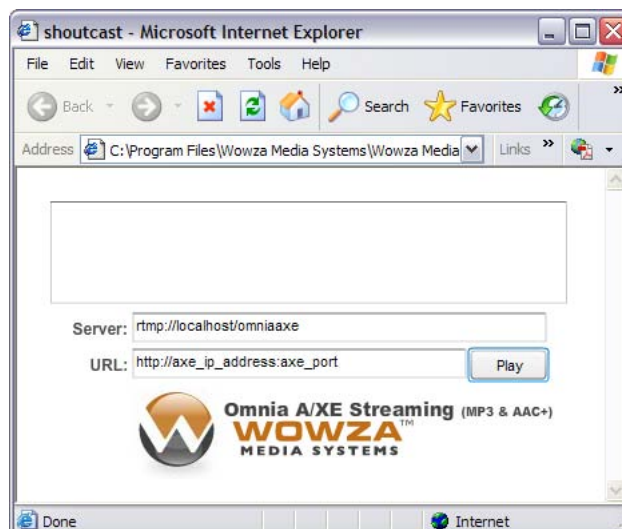 shoutcast - Microsoft Internet Explorer
File Edit View Favorites Tools Help
Back Search Favorites »
Address C:\Program Files\Wowza Media Systems\Wowza Media Links »
Server: rtmp://localhost/omniaaxe
URL: http://axe_ip_address:axe_port Play
Omnia A/XE Streaming (MP3 & AAC+)
WOWZA™
MEDIA SYSTEMS
Done Internet